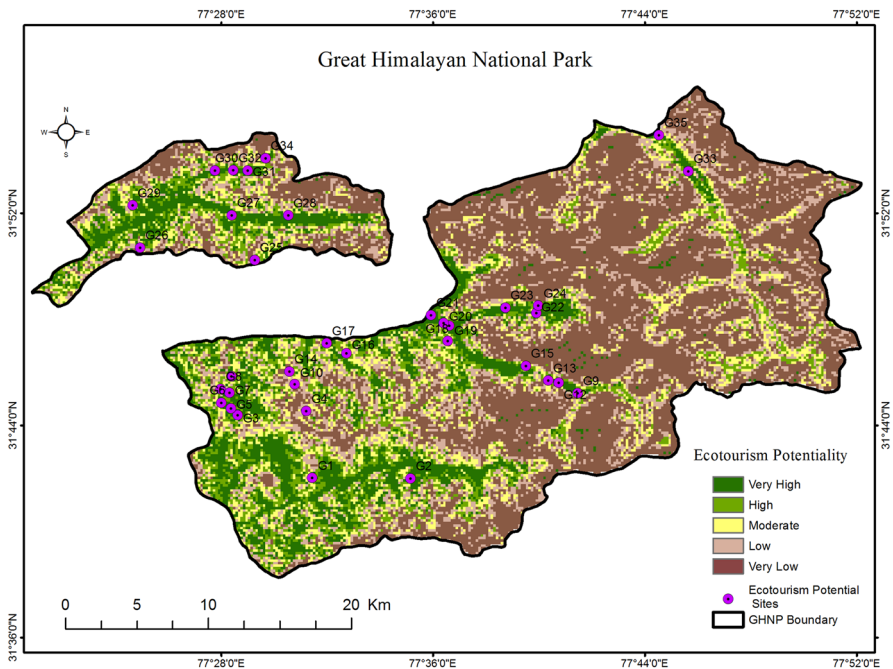 77°28'0"E 77°36'0"E 77°44'0"E 77°52'0"E
Great Himalayan National Park
N
W E
S
G35
G34
G30 G32
G31
G33
G29
G27 G28
G26
G25
31°52'0"N 31°52'0"N
G23 G24
G22
G21
G20
G18 G19
G17
G16
G15
G14
G13
G10
G9
G12
G8
G6 G7
G5
G4
G3
31°44'0"N 31°44'0"N
G1 G2
Ecotourism Potentiality
Very High
High
Moderate
Low
Very Low
Ecotourism Potential
Sites
GHNP Boundary
0 5 10 20 Km
31°36'0"N 31°36'0"N
77°28'0"E 77°36'0"E 77°44'0"E 77°52'0"E